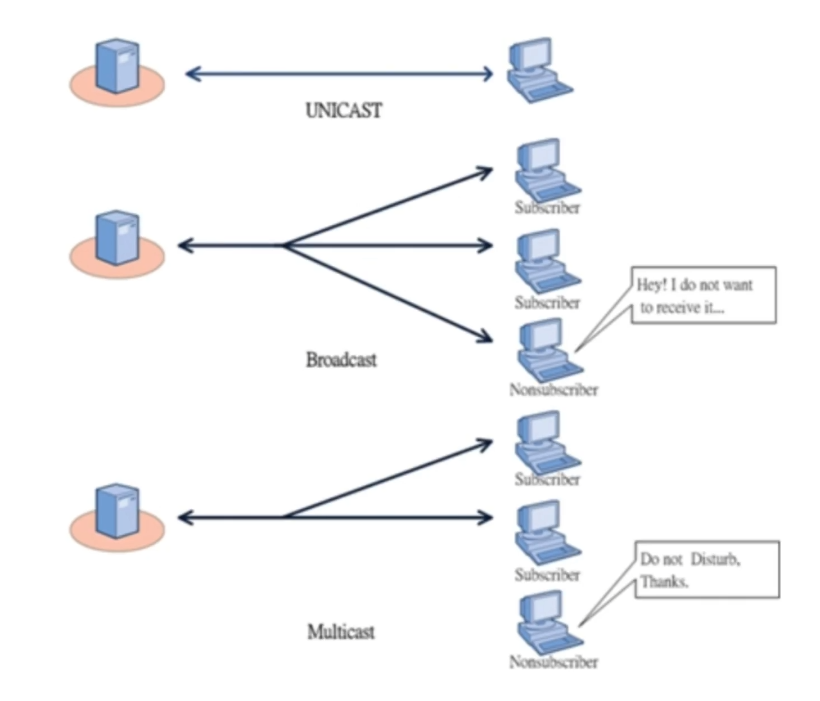 UNICAST
Subscriber
Subscriber
Hey! I do not want
to receive it...
Broadcast
Nonsubscriber
Subscriber
Subscriber
Do not Disturb,
Thanks.
Multicast
Nonsubscriber